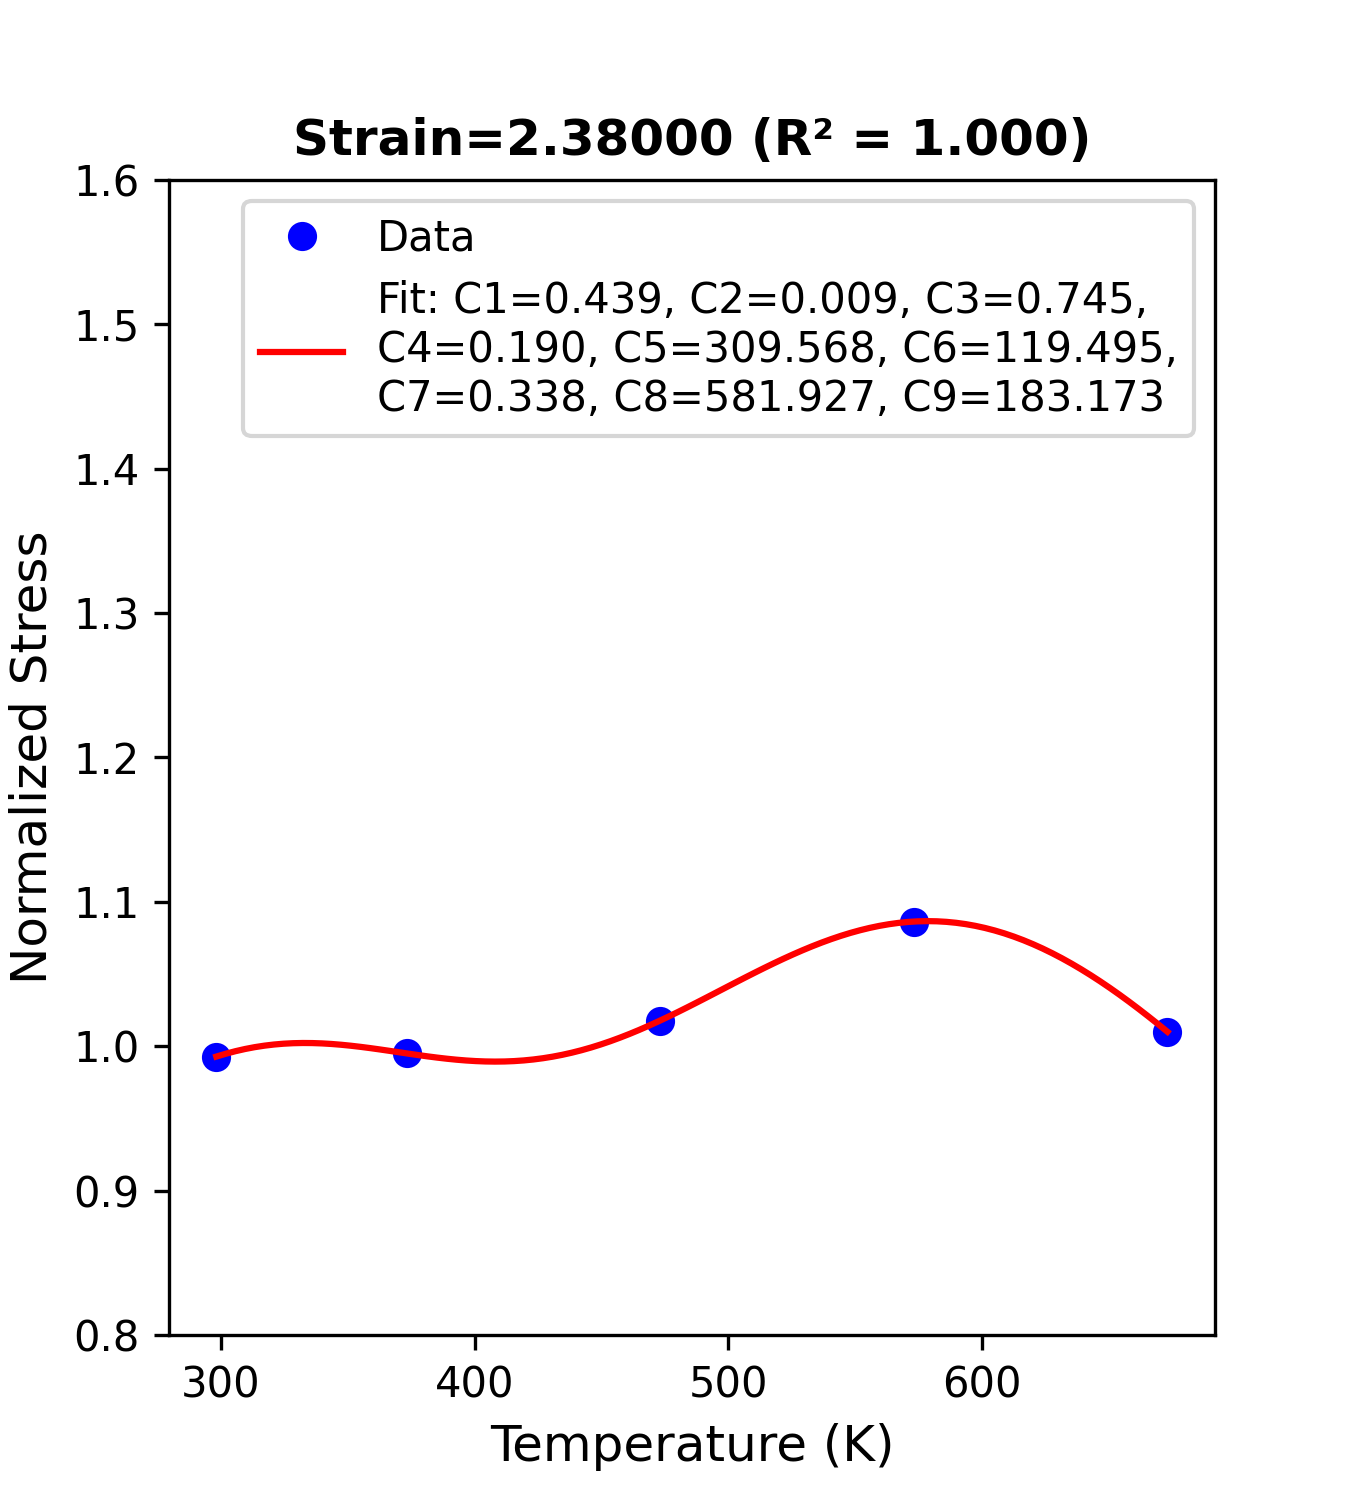 Strain=2.38000 (R² = 1.000)
1.6
1.5
1.4
1.3
1.2
1.1
1.0
0.9
0.8
Normalized Stress
Data
Fit: C1=0.439, C2=0.009, C3=0.745,
C4=0.190, C5=309.568, C6=119.495,
C7=0.338, C8=581.927, C9=183.173
300 400 500 600
Temperature (K)